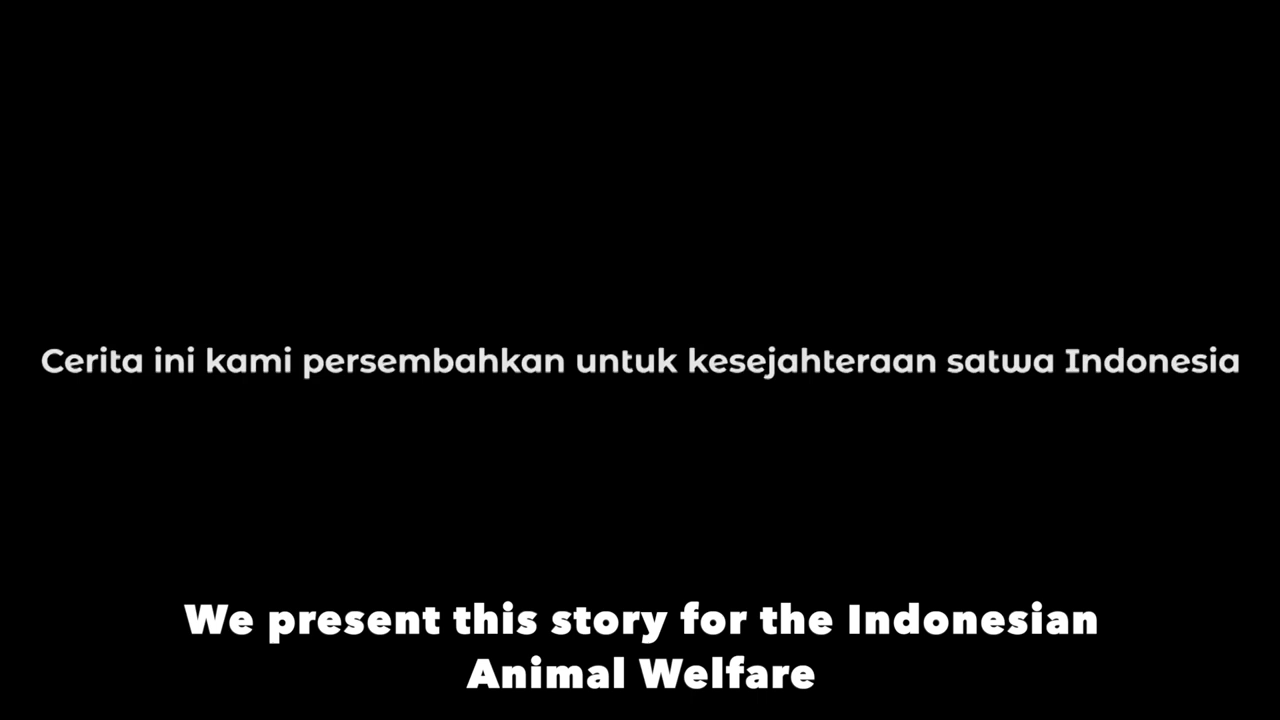 Cerita ini kami persembahkan untuk kesejahteraan satwa Indonesia
We present this story for the Indonesian
Animal Welfare